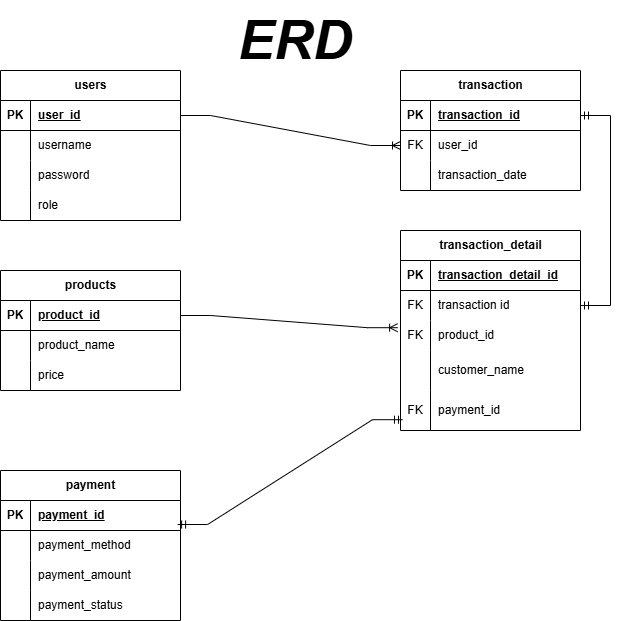 ERD
users
PK user_id
username
password
role
transaction
PK transaction_id
FK user_id
transaction_date
transaction_detail
PK transaction_detail_id
FK transaction id
FK product_id
customer_name
FK payment_id
products
PK product_id
product_name
price
payment
PK payment_id
payment_method
payment_amount
payment_status